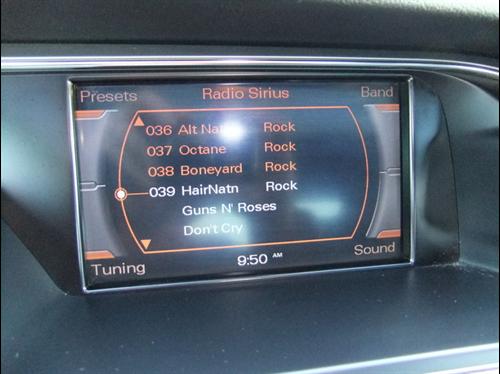 Presets Radio Sirius Band
036 Alt Natn Rock
037 Octane Rock
038 Boneyard Rock
039 HairNatn Rock
Guns N' Roses
Don't Cry
Tuning 9:50 AM Sound